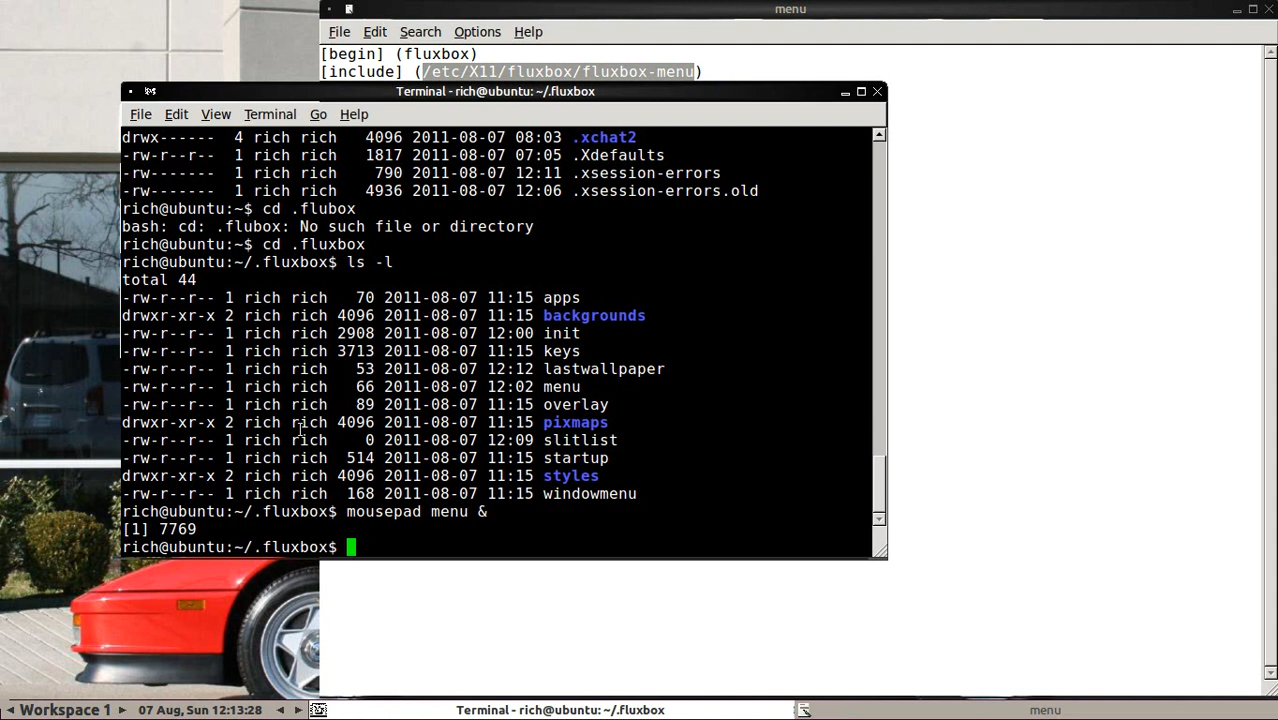 menu
File Edit Search Options Help
[begin] (fluxbox)
[include] (/etc/X11/fluxbox/fluxbox-menu)
Terminal - rich@ubuntu: ~/.fluxbox
File Edit View Terminal Go Help
drwx------ 4 rich rich 4096 2011-08-07 08:03 .xchat2
-rw-r--r-- 1 rich rich 1817 2011-08-07 07:05 .Xdefaults
-rw------- 1 rich rich 790 2011-08-07 12:11 .xsession-errors
-rw------- 1 rich rich 4936 2011-08-07 12:06 .xsession-errors.old
rich@ubuntu:~$ cd .flubox
bash: cd: .flubox: No such file or directory
rich@ubuntu:~$ cd .fluxbox
rich@ubuntu:~/.fluxbox$ ls -l
total 44
-rw-r--r-- 1 rich rich 70 2011-08-07 11:15 apps
drwxr-xr-x 2 rich rich 4096 2011-08-07 11:15 backgrounds
-rw-r--r-- 1 rich rich 2908 2011-08-07 12:00 init
-rw-r--r-- 1 rich rich 3713 2011-08-07 11:15 keys
-rw-r--r-- 1 rich rich 53 2011-08-07 12:12 lastwallpaper
-rw-r--r-- 1 rich rich 66 2011-08-07 12:02 menu
-rw-r--r-- 1 rich rich 89 2011-08-07 11:15 overlay
drwxr-xr-x 2 rich rich 4096 2011-08-07 11:15 pixmaps
-rw-r--r-- 1 rich rich 0 2011-08-07 12:09 slitlist
-rw-r--r-- 1 rich rich 514 2011-08-07 11:15 startup
drwxr-xr-x 2 rich rich 4096 2011-08-07 11:15 styles
-rw-r--r-- 1 rich rich 168 2011-08-07 11:15 windowmenu
rich@ubuntu:~/.fluxbox$ mousepad menu &
[1] 7769
rich@ubuntu:~/.fluxbox$
Workspace 1 07 Aug, Sun 12:13:28 Terminal - rich@ubuntu: ~/.fluxbox menu